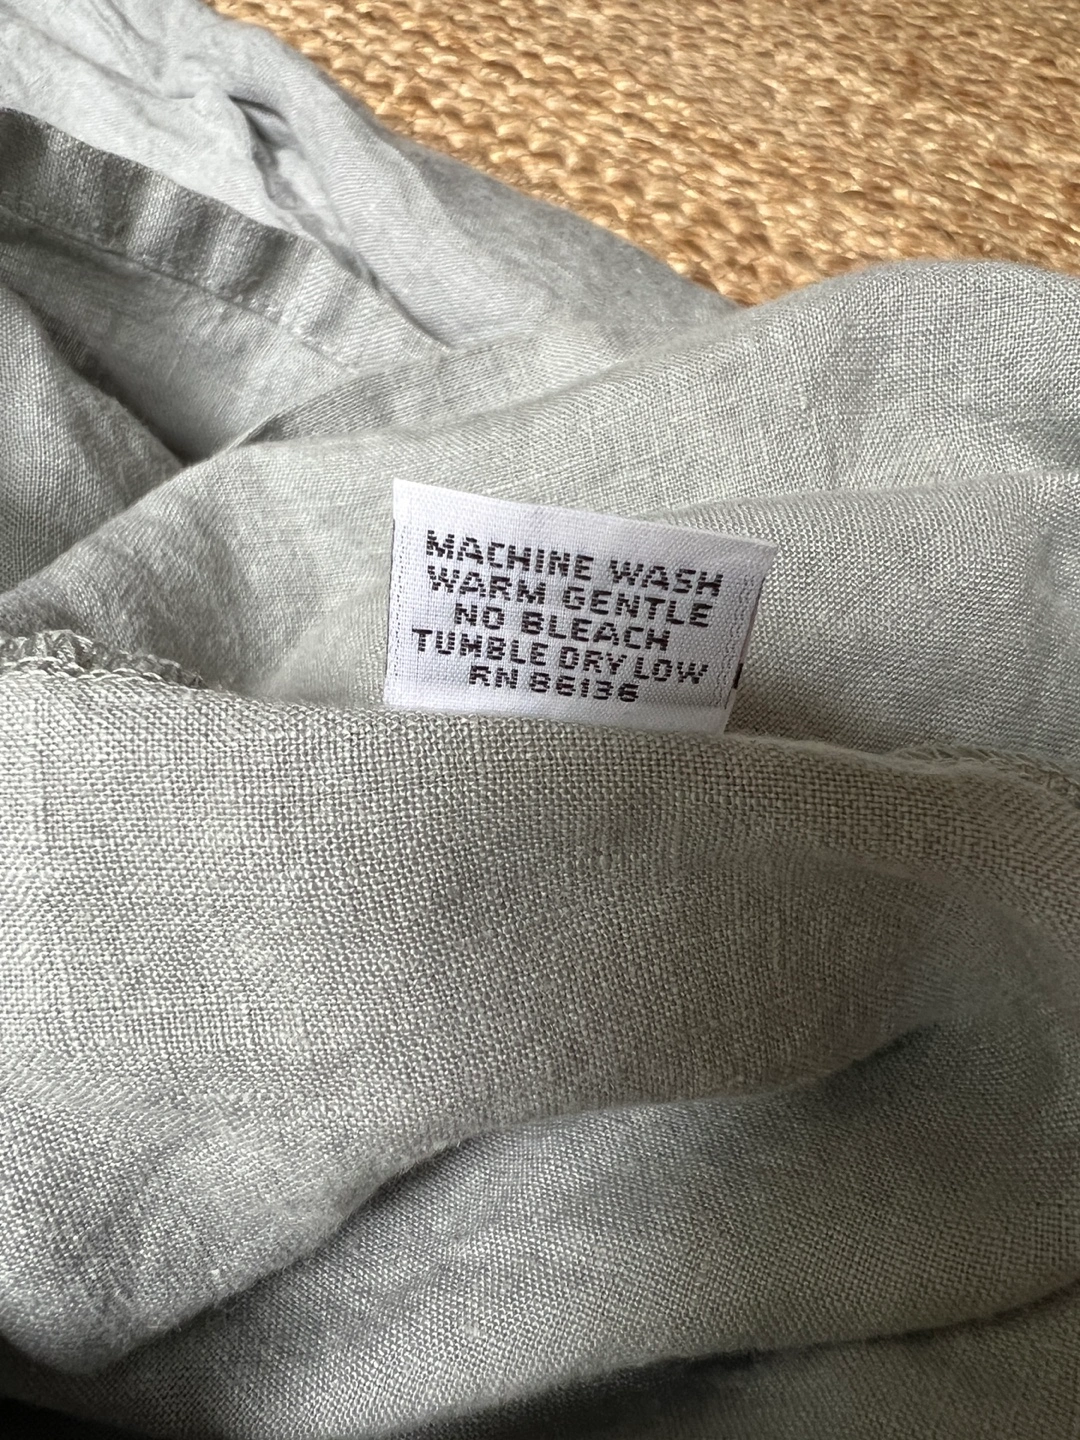 MACHINE WASH
WARM GENTLE
NO BLEACH
TUMBLE DRY LOW
RN 86136